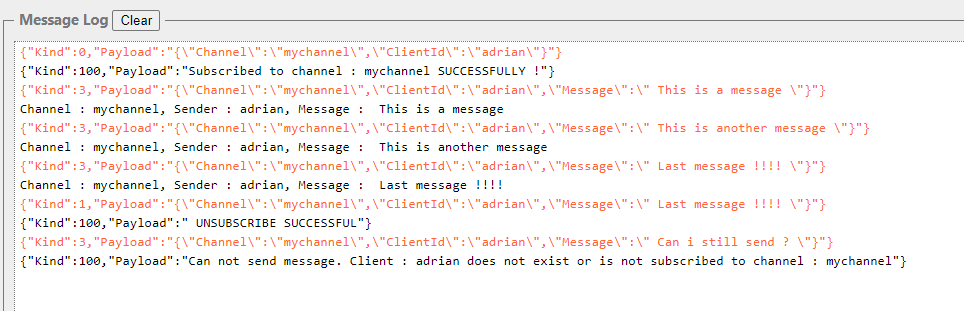 Message Log Clear
{"Kind":0,"Payload":"{\"Channel\":\"mychannel\",\"ClientId\":\"adrian\"}"}
{"Kind":100,"Payload":"Subscribed to channel : mychannel SUCCESSFULLY !"}
{"Kind":3,"Payload":"{\"Channel\":\"mychannel\",\"ClientId\":\"adrian\",\"Message\":\" This is a message \"}"}
Channel : mychannel, Sender : adrian, Message :  This is a message
{"Kind":3,"Payload":"{\"Channel\":\"mychannel\",\"ClientId\":\"adrian\",\"Message\":\" This is another message \"}"}
Channel : mychannel, Sender : adrian, Message :  This is another message
{"Kind":3,"Payload":"{\"Channel\":\"mychannel\",\"ClientId\":\"adrian\",\"Message\":\" Last message !!!! \"}"}
Channel : mychannel, Sender : adrian, Message :  Last message !!!!
{"Kind":1,"Payload":"{\"Channel\":\"mychannel\",\"ClientId\":\"adrian\",\"Message\":\" Last message !!!! \"}"}
{"Kind":100,"Payload":" UNSUBSCRIBE SUCCESSFUL"}
{"Kind":3,"Payload":"{\"Channel\":\"mychannel\",\"ClientId\":\"adrian\",\"Message\":\" Can i still send ? \"}"}
{"Kind":100,"Payload":"Can not send message. Client : adrian does not exist or is not subscribed to channel : mychannel"}